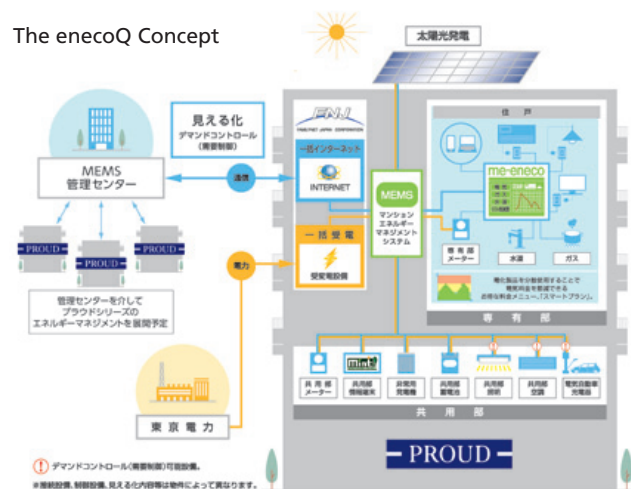 The enecoQ Concept
太陽光発電
見える化
デマンドコントロール
（需要制御）
FNJ
FAMILYNET JAPAN CORPORATION
一括インターネット
INTERNET
住戸
me-eneco
MEMS
管理センター
通信
MEMS
マンション
エネルギー
マネジメント
システム
一括受電
受変電設備
専有部
メーター
水道
ガス
PROUD
PROUD
PROUD
電力
電化製品を分散使用することで
電気料金を削減できる
お得な料金メニュー、「スマートプラン」。
管理センターを介して
プラウドシリーズの
エネルギーマネジメントを展開予定
専有部
mint
共用部
メーター
共用部
情報端末
非常用
発電機
共用部
蓄電池
共用部
照明
共用部
空調
電気自動車
充電器
共用部
東京電力
PROUD
! デマンドコントロール（需要制御）可能設備。
※接続設備、制御設備、見える化内容等は物件によって異なります。